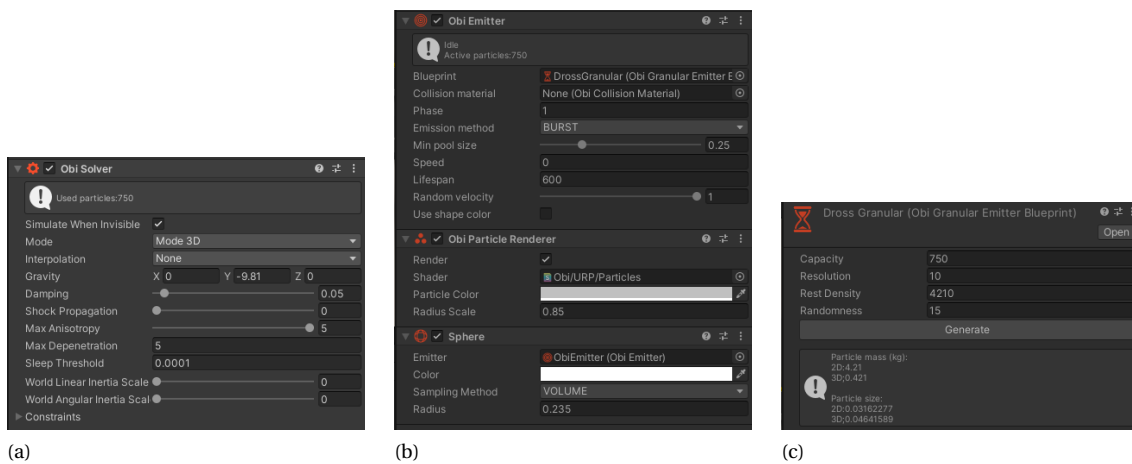 Obi Solver
Used particles:750
Simulate When Invisible
Mode Mode 3D
Interpolation None
Gravity X 0 Y -9.81 Z 0
Damping 0.05
Shock Propagation 0
Max Anisotropy 5
Max Depenetration 5
Sleep Threshold 0.0001
World Linear Inertia Scale 0
World Angular Inertia Scal 0
Constraints
(a)
Obi Emitter
Idle
Active particles:750
Blueprint DrossGranular (Obi Granular Emitter E
Collision material None (Obi Collision Material)
Phase 1
Emission method BURST
Min pool size 0.25
Speed 0
Lifespan 600
Random velocity 1
Use shape color
Obi Particle Renderer
Render
Shader Obi/URP/Particles
Particle Color
Radius Scale 0.85
Sphere
Emitter ObiEmitter (Obi Emitter)
Color
Sampling Method VOLUME
Radius 0.235
(b)
Dross Granular (Obi Granular Emitter Blueprint)
Open
Capacity 750
Resolution 10
Rest Density 4210
Randomness 15
Generate
Particle mass (kg):
2D:4.21
3D;0.421
Particle size:
2D:0.03162277
3D;0.04641589
(c)